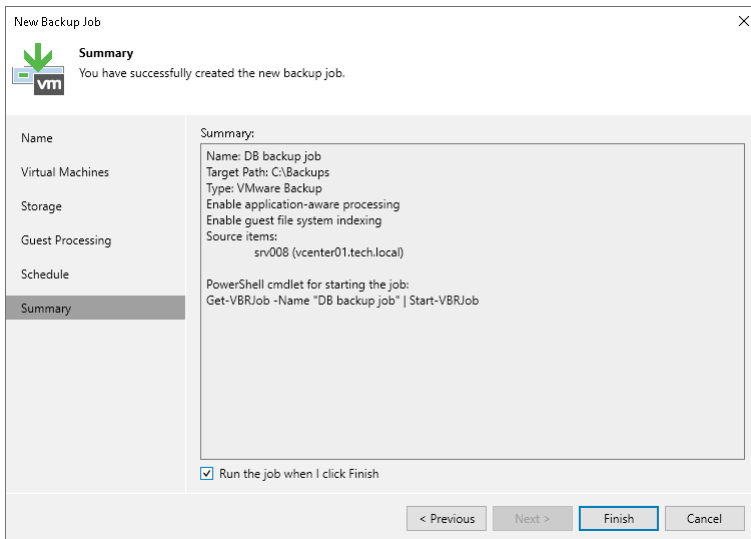 New Backup Job
Summary
You have successfully created the new backup job.
vm
Name
Virtual Machines
Storage
Guest Processing
Schedule
Summary
Summary:
Name: DB backup job
Target Path: C:\Backups
Type: VMware Backup
Enable application-aware processing
Enable guest file system indexing
Source items:
srv008 (vcenter01.tech.local)
PowerShell cmdlet for starting the job:
Get-VBRJob -Name "DB backup job" | Start-VBRJob
Run the job when I click Finish
< Previous
Next >
Finish
Cancel